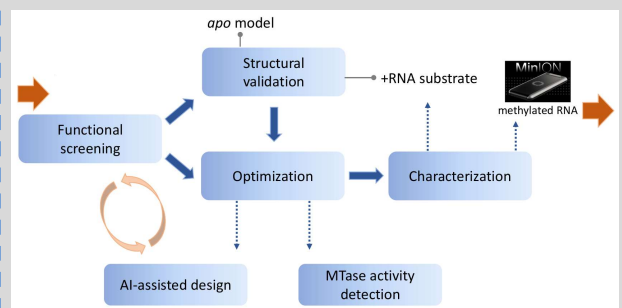 apo model
Structural
validation
+RNA substrate
MinION
methylated RNA
Functional
screening
Optimization
Characterization
AI-assisted design
MTase activity
detection